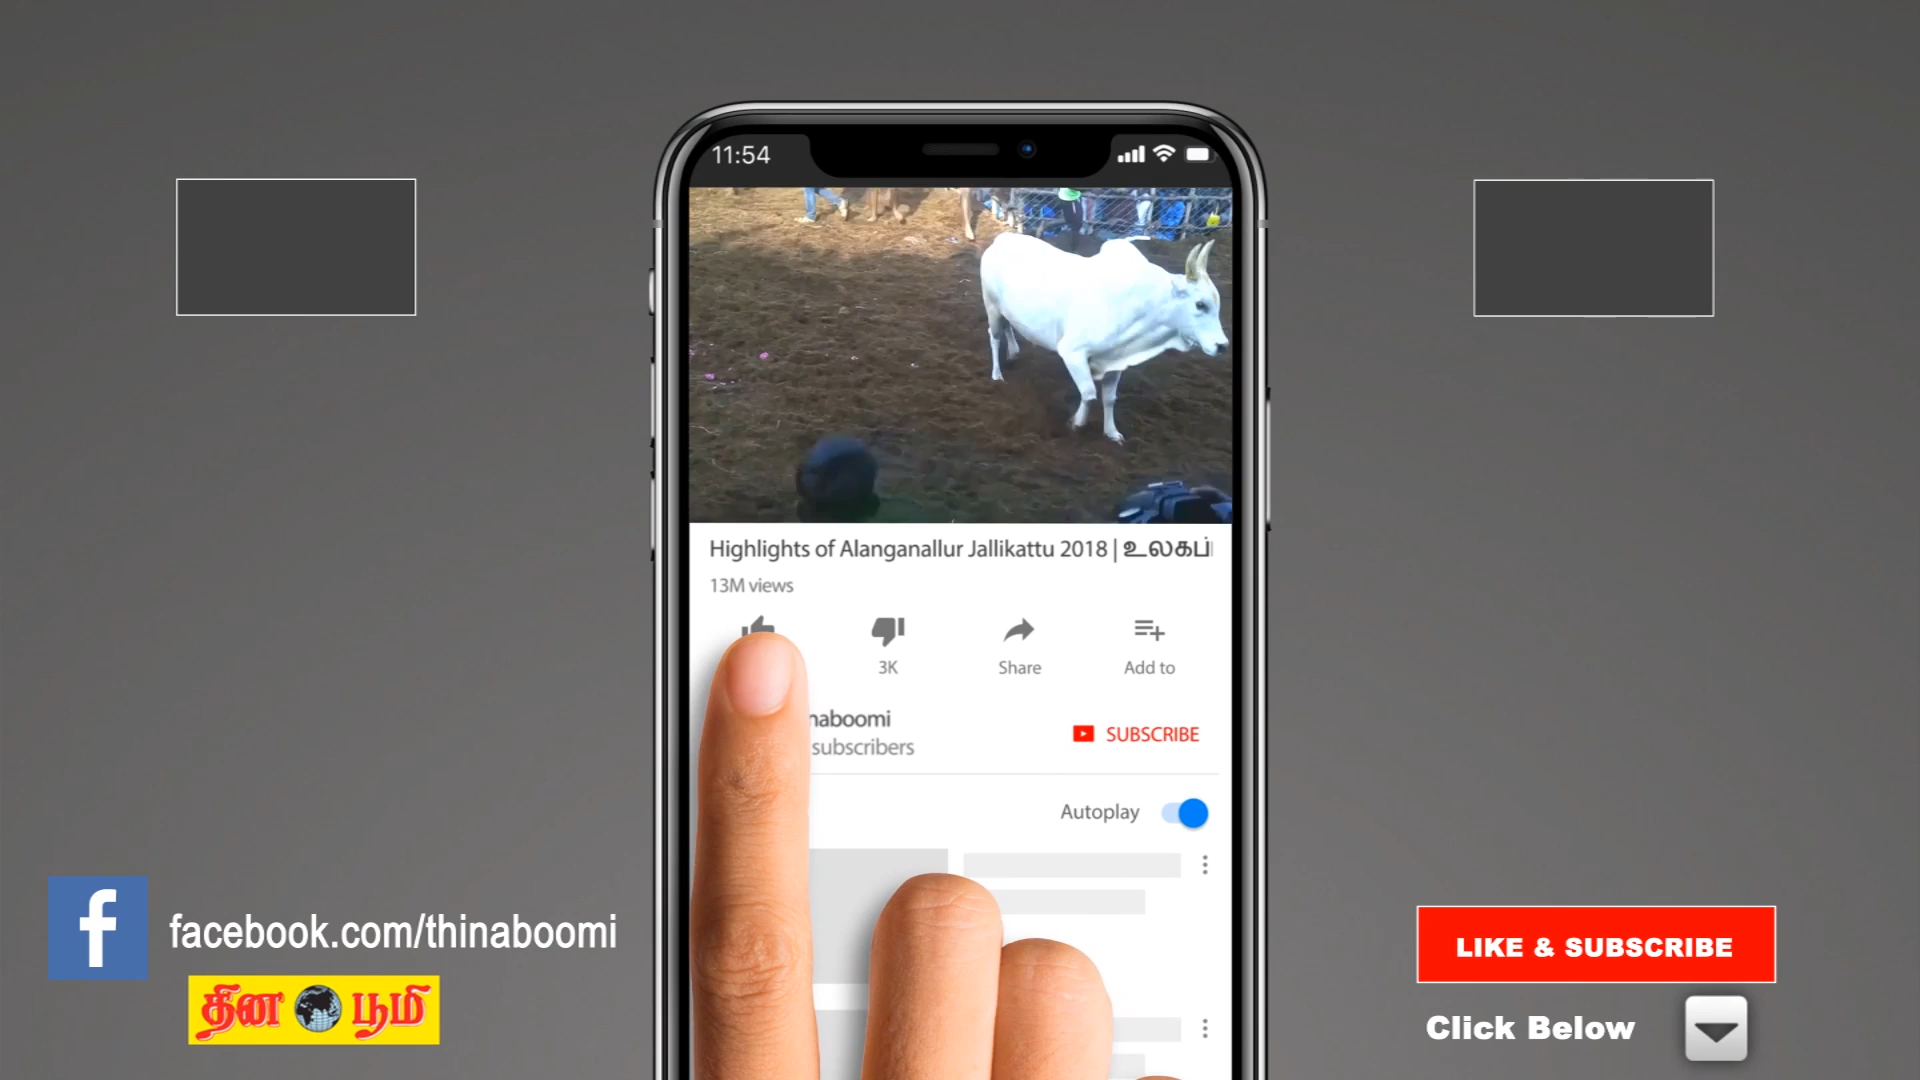 11:54
Highlights of Alanganallur Jallikattu 2018 | உலகப்
13M views
3K
Share
Add to
naboomi
subscribers
SUBSCRIBE
Autoplay
facebook.com/thinaboomi
தின பூமி
LIKE & SUBSCRIBE
Click Below